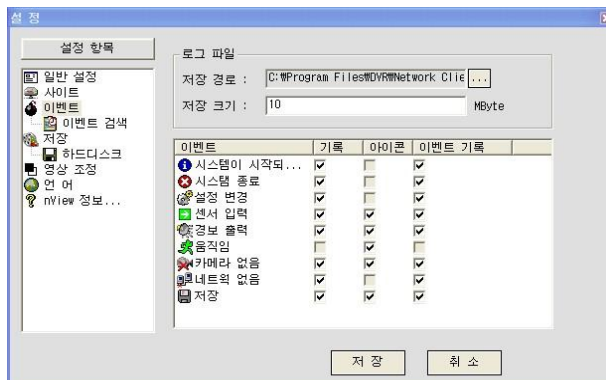 설 정
설정 항목
일반 설정
사이트
이벤트
이벤트 검색
저장
하드디스크
영상 조정
언 어
nView 정보...
로그 파일
저장 경로 : C:₩Program Files₩DVR₩Network Clie ...
저장 크기 : 10 MByte
이벤트 기록 아이콘 이벤트 기록
시스템이 시작되...
시스탬 종료
설정 변경
센서 입력
경보 출력
움직임
카메라 없음
네트웍 없음
저장
저 장 취 소